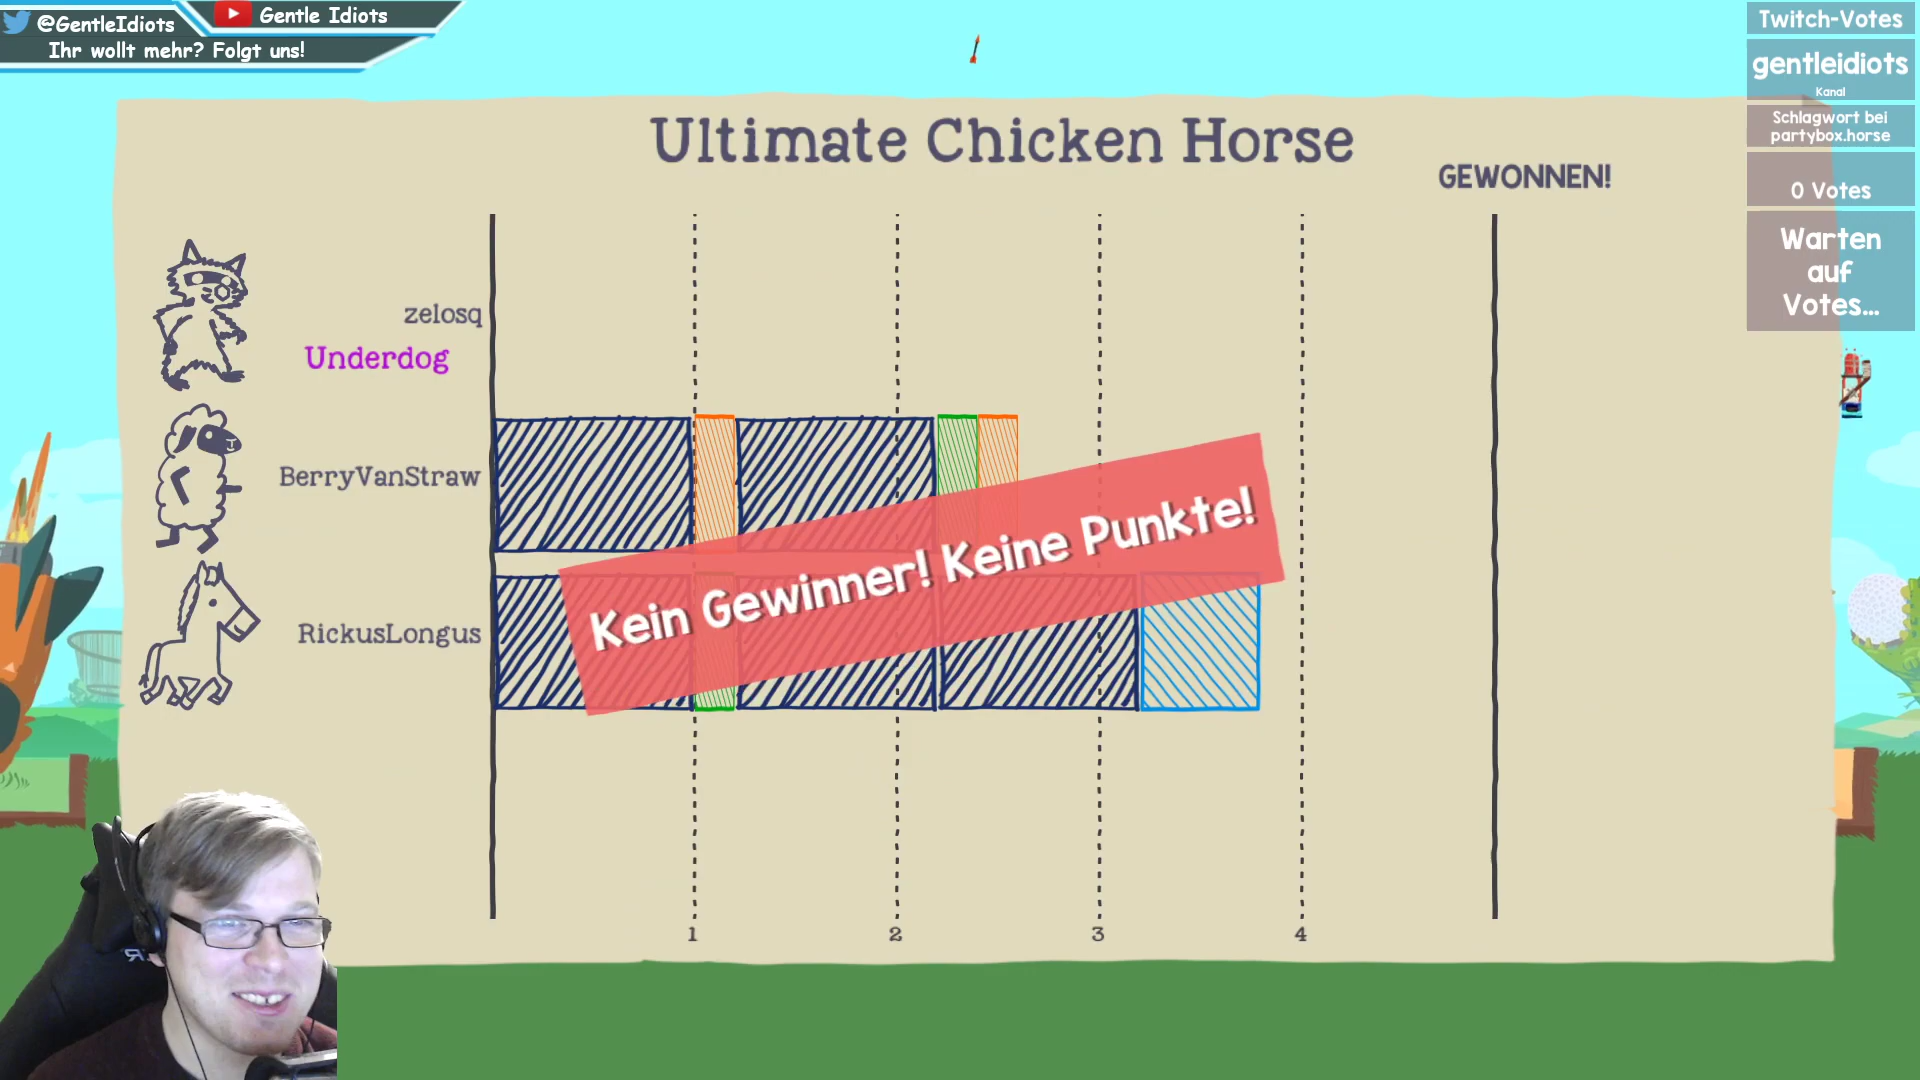 @GentleIdiots
Gentle Idiots
Ihr wollt mehr? Folgt uns!
Twitch-Votes
gentleidiots
Kanal
Schlagwort bei
partybox.horse
0 Votes
Warten
auf
Votes...
Ultimate Chicken Horse
GEWONNEN!
zelosq
Underdog
BerryVanStraw
RickusLongus
Kein Gewinner! Keine Punkte!
1 2 3 4